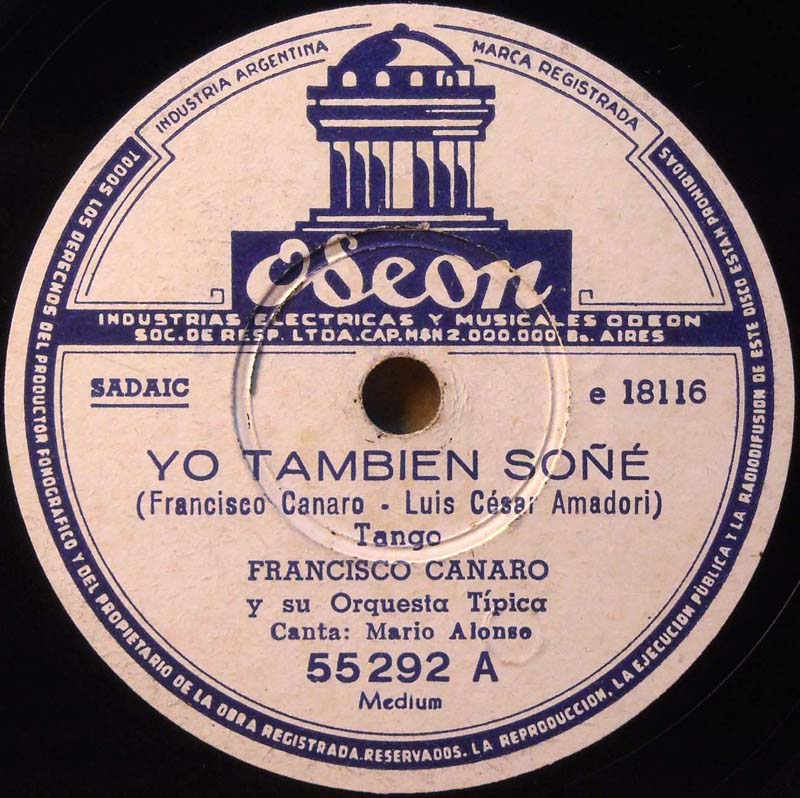 INDUSTRIA ARGENTINA
MARCA REGISTRADA
Odeon
INDUSTRIAS ELECTRICAS Y MUSICALES ODEON
SOC. DE RESP. LTDA. CAP. M$N 2.000.000 Bs. AIRES
SADAIC
e 18116
YO TAMBIEN SOÑÉ
(Francisco Canaro - Luis César Amadori)
Tango
FRANCISCO CANARO
y su Orquesta Típica
Canta: Mario Alonso
55292 A
Medium
TODOS LOS DERECHOS DEL PRODUCTOR FONOGRAFICO Y DEL PROPIETARIO DE LA OBRA REGISTRADA.RESERVADOS. LA REPRODUCCION, LA EJECUCION PÚBLICA Y LA RADIODIFUSION DE ESTE DISCO ESTAN PROHIBIDAS